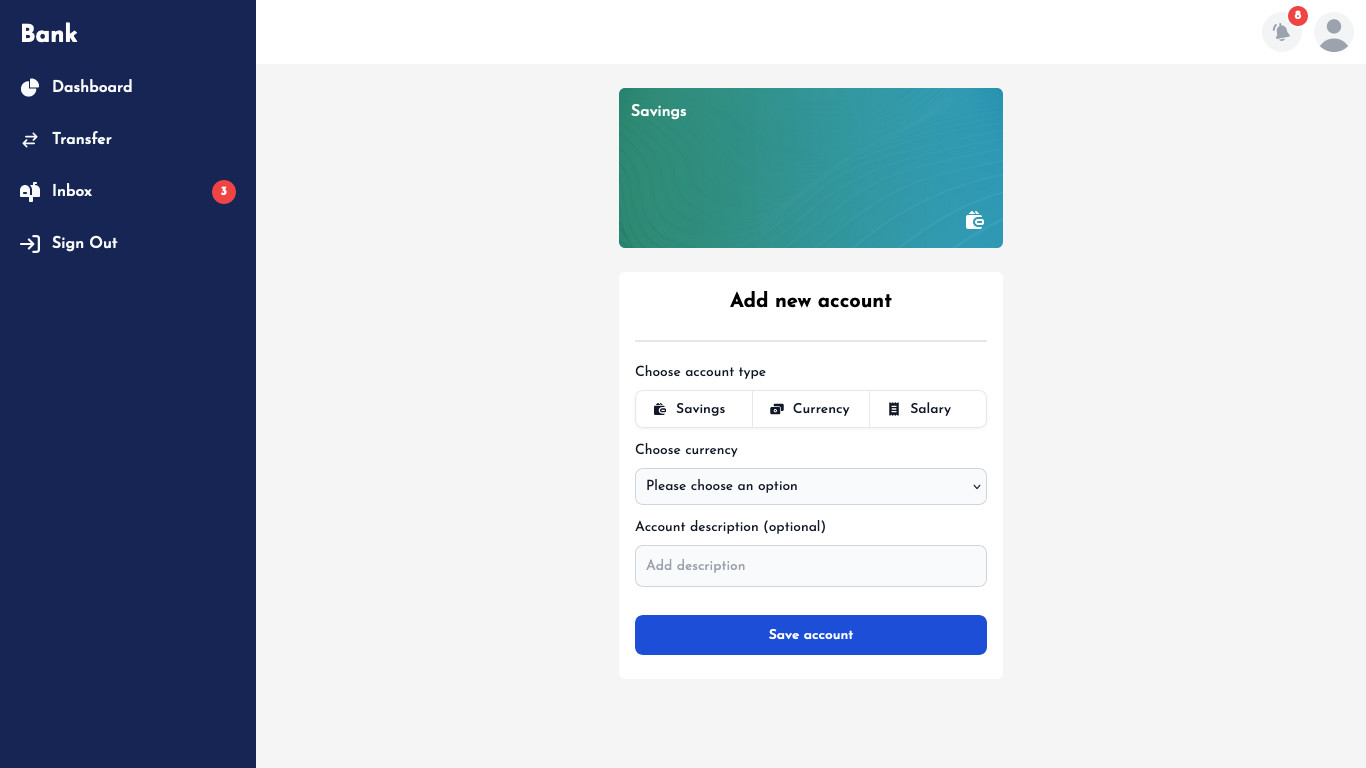 Bank
Dashboard
Transfer
Inbox
3
Sign Out
8
Savings
Add new account
Choose account type
Savings
Currency
Salary
Choose currency
Please choose an option
Account description (optional)
Add description
Save account